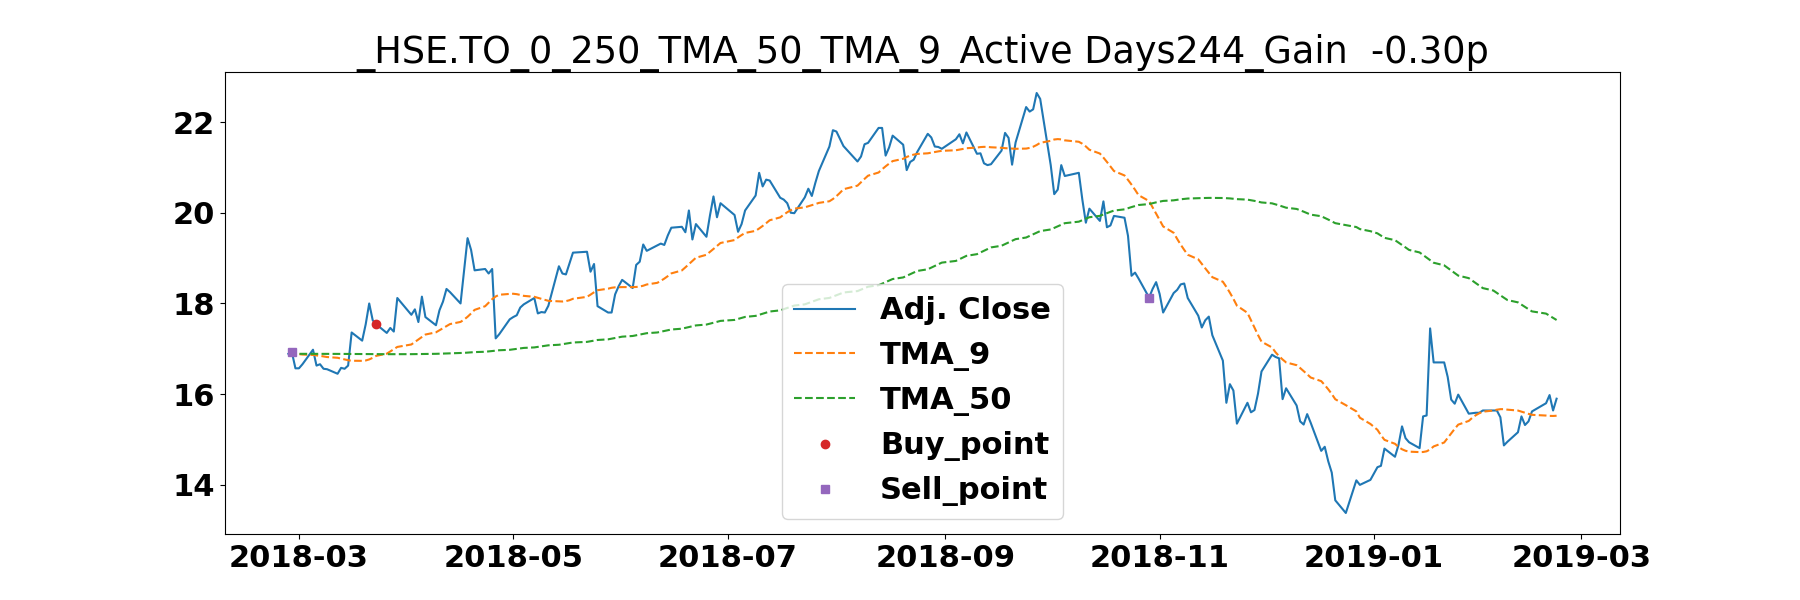 _HSE.TO_0_250_TMA_50_TMA_9_Active Days244_Gain  -0.30p
22
20
18
16
14
Adj. Close
TMA_9
TMA_50
Buy_point
Sell_point
2018-03 2018-05 2018-07 2018-09 2018-11 2019-01 2019-03